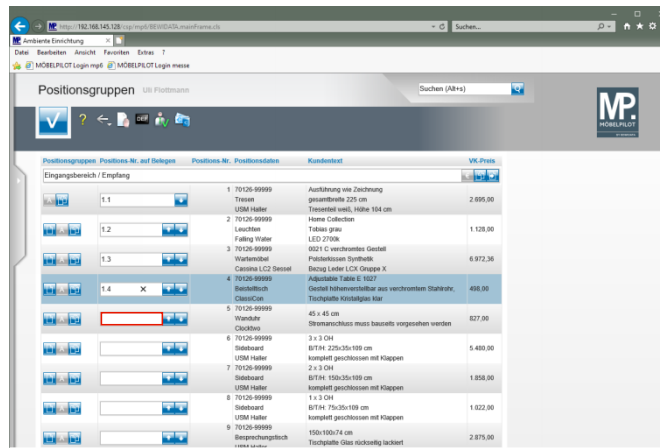 http://192.168.145.128/csp/mp6/BEWIDATA.mainFrame.cls
Suchen...
Ambiente Einrichtung
Datei Bearbeiten Ansicht Favoriten Extras ?
MÖBELPILOT Login mp6 MÖBELPILOT Login messe
Positionsgruppen Uli Flottmann
Suchen (Alt+s)
MP.
MÖBELPILOT
?
DEF
Positionsgruppen Positions-Nr. auf Belegen Positions-Nr. Positionsdaten Kundentext VK-Preis
Eingangsbereich / Empfang
1 70126-99999 Ausführung wie Zeichnung
1.1 Tresen gesamtbreite 225 cm 2.695,00
USM Haller Tresenteil weiß, Höhe 104 cm
2 70126-99999 Home Collection
1.2 Leuchten Tobias grau 1.128,00
Falling Water LED 2700k
3 70126-99999 0021 C verchromtes Gestell
1.3 Wartemöbel Polsterkissen Synthetik 6.972,36
Cassina LC2 Sessel Bezug Leder LCX Gruppe X
4 70126-99999 Adjustable Table E 1027
1.4 Beistelltisch Gestell höhenverstellbar aus verchromtem Stahlrohr, 498,00
ClassiCon Tischplatte Kristallglas klar
5 70126-99999 45 x 45 cm
Wanduhr Stromanschluss muss bauseits vorgesehen werden 827,00
Clocktwo
6 70126-99999 3 x 3 OH
Sideboard B/T/H: 225x35x109 cm 5.480,00
USM Haller komplett geschlossen mit Klappen
7 70126-99999 2 x 3 OH
Sideboard B/T/H: 150x35x109 cm 1.858,00
USM Haller komplett geschlossen mit Klappen
8 70126-99999 1 x 3 OH
Sideboard B/T/H: 75x35x109 cm 1.022,00
USM Haller komplett geschlossen mit Klappen
9 70126-99999 150x100x74 cm
Besprechungstisch Tischplatte Glas rückseitig lackiert 2.875,00
USM Haller